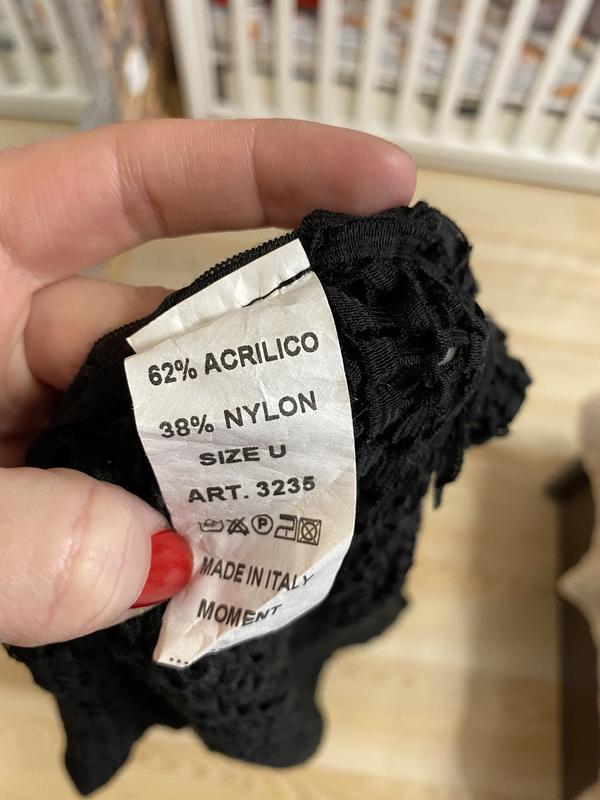 62% ACRILICO
38% NYLON
SIZE U
ART. 3235
P
MADE IN ITALY
MOMENT